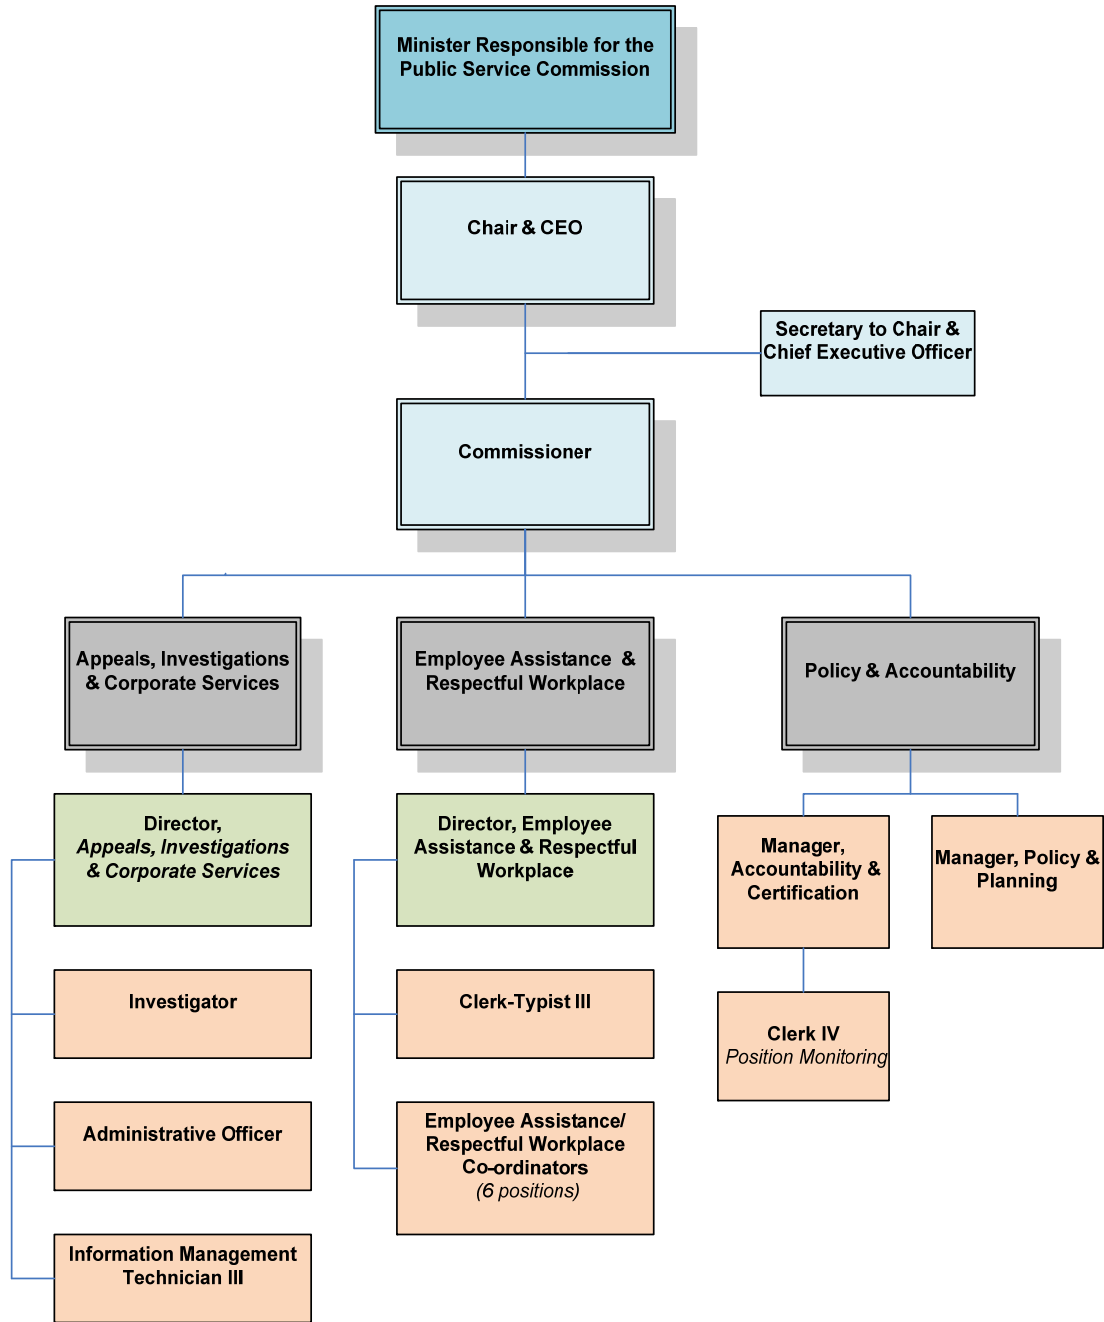 Minister Responsible for the
Public Service Commission
Chair & CEO
Secretary to Chair &
Chief Executive Officer
Commissioner
Appeals, Investigations
& Corporate Services
Employee Assistance &
Respectful Workplace
Policy & Accountability
Director,
Appeals, Investigations
& Corporate Services
Director, Employee
Assistance & Respectful
Workplace
Manager,
Accountability &
Certification
Manager, Policy &
Planning
Investigator
Clerk-Typist III
Clerk IV
Position Monitoring
Administrative Officer
Employee Assistance/
Respectful Workplace
Co-ordinators
(6 positions)
Information Management
Technician III